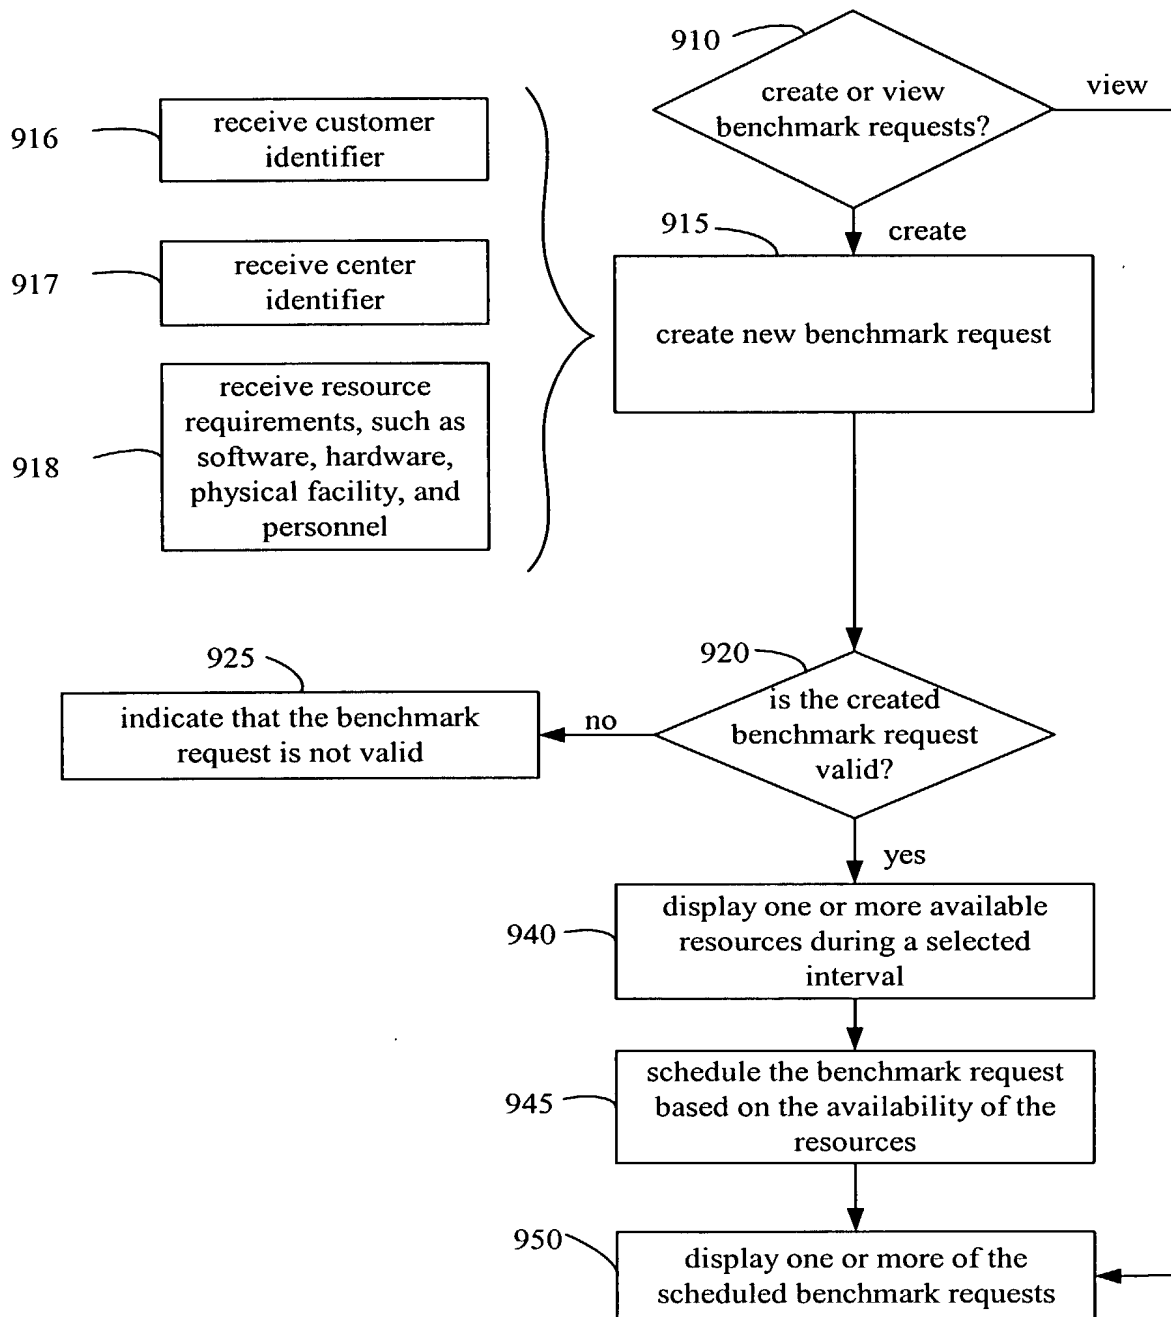 910
create or view
benchmark requests?
view
916
receive customer
identifier
915
create
917
receive center
identifier
create new benchmark request
918
receive resource
requirements, such as
software, hardware,
physical facility, and
personnel
925
indicate that the benchmark
request is not valid
no
920
is the created
benchmark request
valid?
yes
940
display one or more available
resources during a selected
interval
945
schedule the benchmark request
based on the availability of the
resources
950
display one or more of the
scheduled benchmark requests